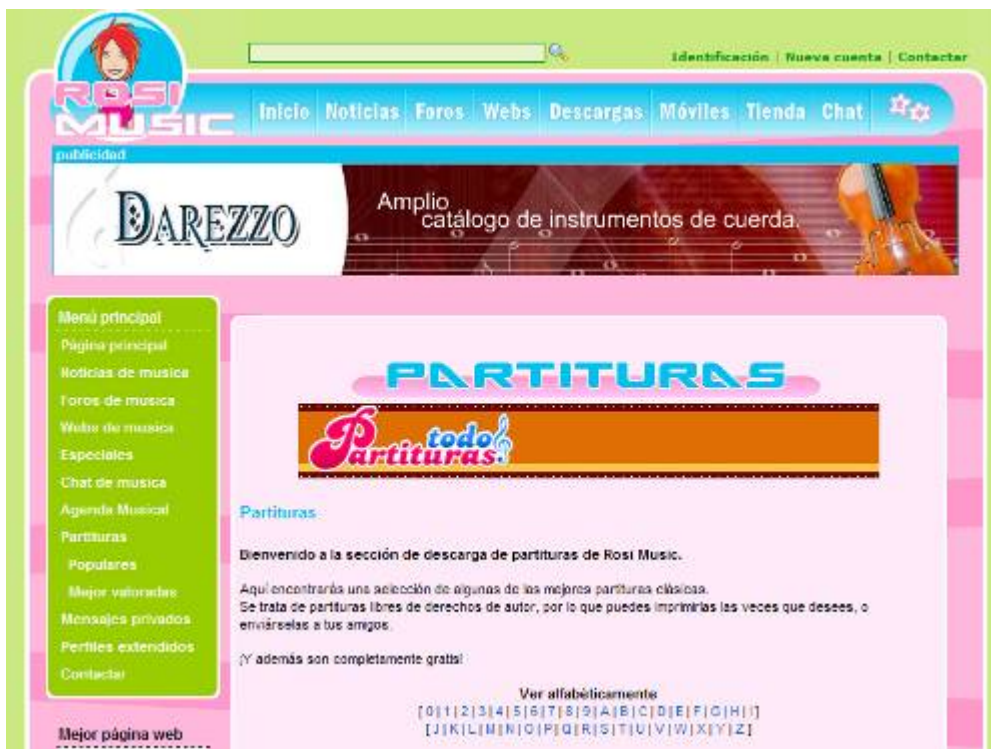 Identificación | Nueva cuenta | Contactar
ROSI
MUSIC
Inicio Noticias Foros Webs Descargas Móviles Tienda Chat
publicidad
DAREZZO
Amplio
catálogo de instrumentos de cuerda.
Menú principal
Página principal
Noticias de musica
Foros de musica
Webs de musica
Especiales
Chat de musica
Agenda Musical
Partituras
Populares
Mejor valoradas
Mensajes privados
Perfiles extendidos
Contactar
Mejor página web
PARTITURAS
todo
Partituras
Partituras
Bienvenido a la sección de descarga de partituras de Rosi Music.
Aquí encontrarás una selección de algunas de las mejores partituras clásicas.
Se trata de partituras libres de derechos de autor, por lo que puedes imprimirlas las veces que desees, o
enviárselas a tus amigos.
¡Y además son completamente gratis!
Ver alfabéticamente
[ 0 | 1 | 2 | 3 | 4 | 5 | 6 | 7 | 8 | 9 | A | B | C | D | E | F | G | H | I ]
[ J | K | L | M | N | O | P | Q | R | S | T | U | V | W | X | Y | Z ]